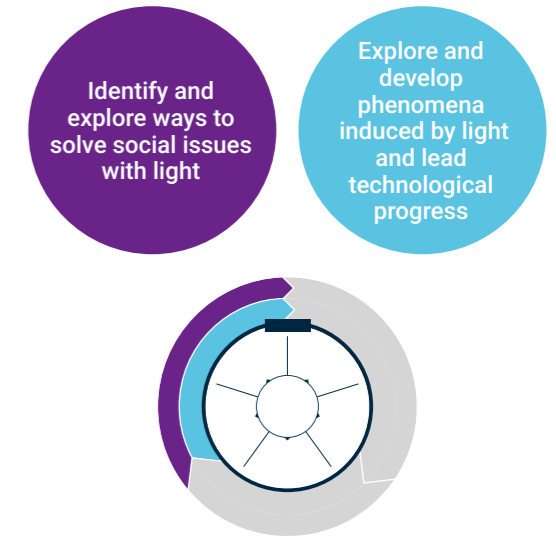 Identify and
explore ways to
solve social issues
with light
Explore and
develop
phenomena
induced by light
and lead
technological
progress